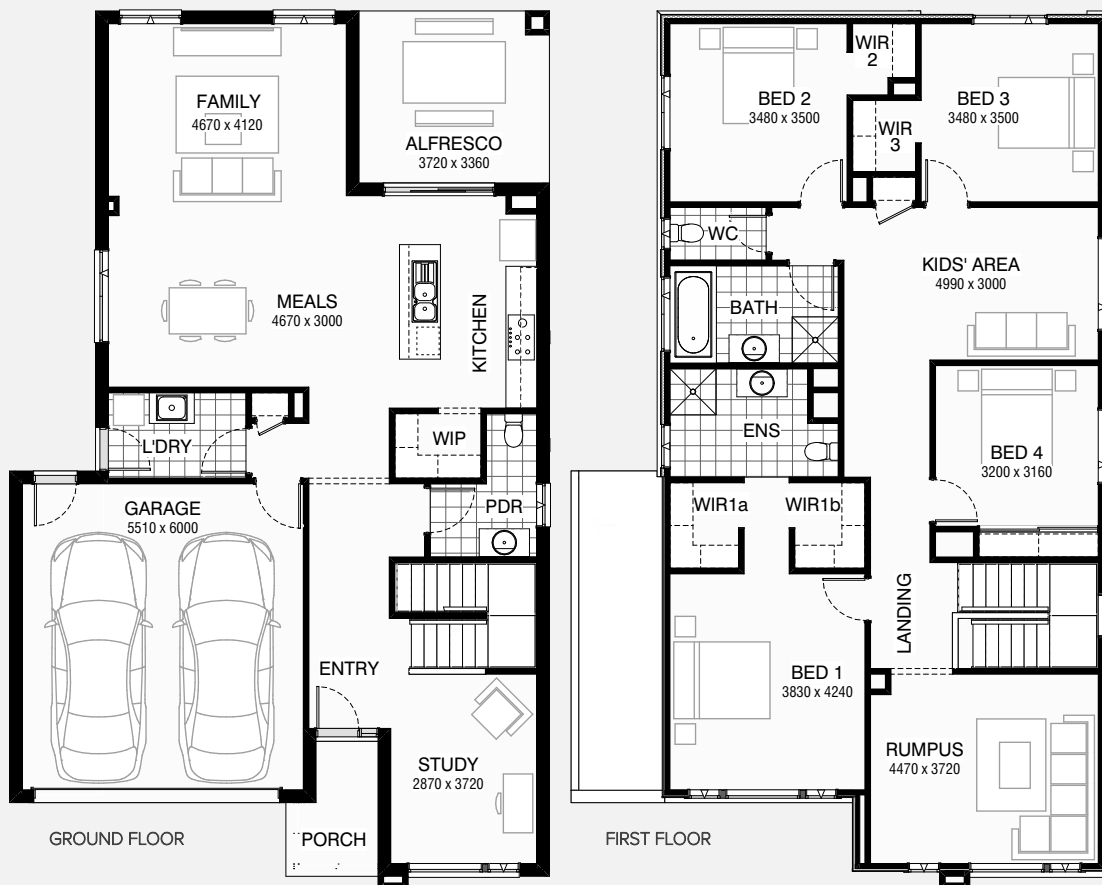 FAMILY
4670 x 4120
ALFRESCO
3720 x 3360
MEALS
4670 x 3000
KITCHEN
L'DRY
WIP
PDR
GARAGE
5510 x 6000
ENTRY
STUDY
2870 x 3720
PORCH
GROUND FLOOR
WIR
2
BED 2
3480 x 3500
BED 3
3480 x 3500
WIR
3
WC
KIDS' AREA
4990 x 3000
BATH
ENS
BED 4
3200 x 3160
WIR1a
WIR1b
LANDING
BED 1
3830 x 4240
RUMPUS
4470 x 3720
FIRST FLOOR